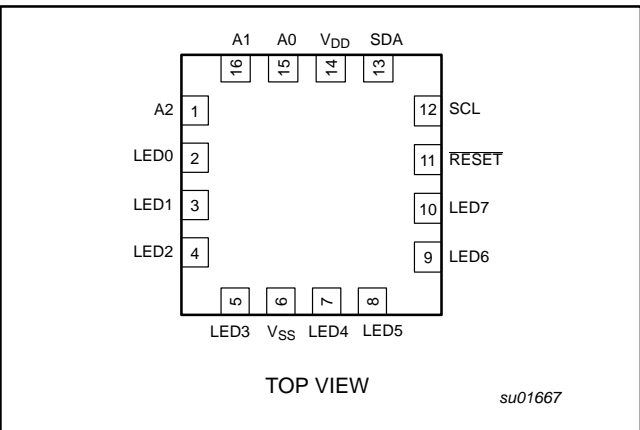 A1 A0 VDD SDA
16 15 14 13
A2 1 12 SCL
LED0 2 11 RESET
LED1 3 10 LED7
LED2 4 9 LED6
5 6 7 8
LED3 VSS LED4 LED5
TOP VIEW
su01667